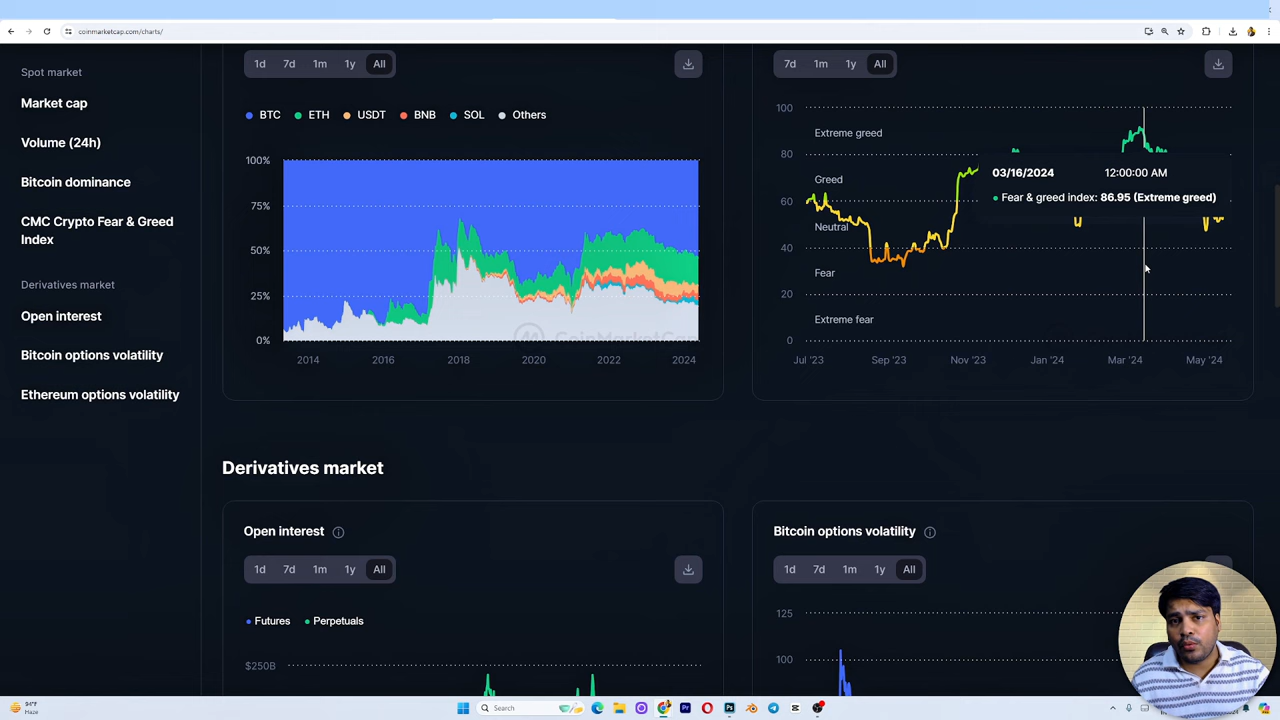 coinmarketcap.com/charts/
Spot market
Market cap
Volume (24h)
Bitcoin dominance
CMC Crypto Fear & Greed
Index
Derivatives market
Open interest
Bitcoin options volatility
Ethereum options volatility
1d 7d 1m 1y All
BTC ETH USDT BNB SOL Others
100%
75%
50%
25%
0%
CoinMarketC
2014 2016 2018 2020 2022 2024
7d 1m 1y All
100
Extreme greed
80
Greed
60
Neutral
40
Fear
20
Extreme fear
0
03/16/2024 12:00:00 AM
Fear & greed index: 86.95 (Extreme greed)
Jul '23 Sep '23 Nov '23 Jan '24 Mar '24 May '24
Derivatives market
Open interest
1d 7d 1m 1y All
Futures Perpetuals
$250B
Bitcoin options volatility
1d 7d 1m 1y All
125
100
94°F
Haze
Search